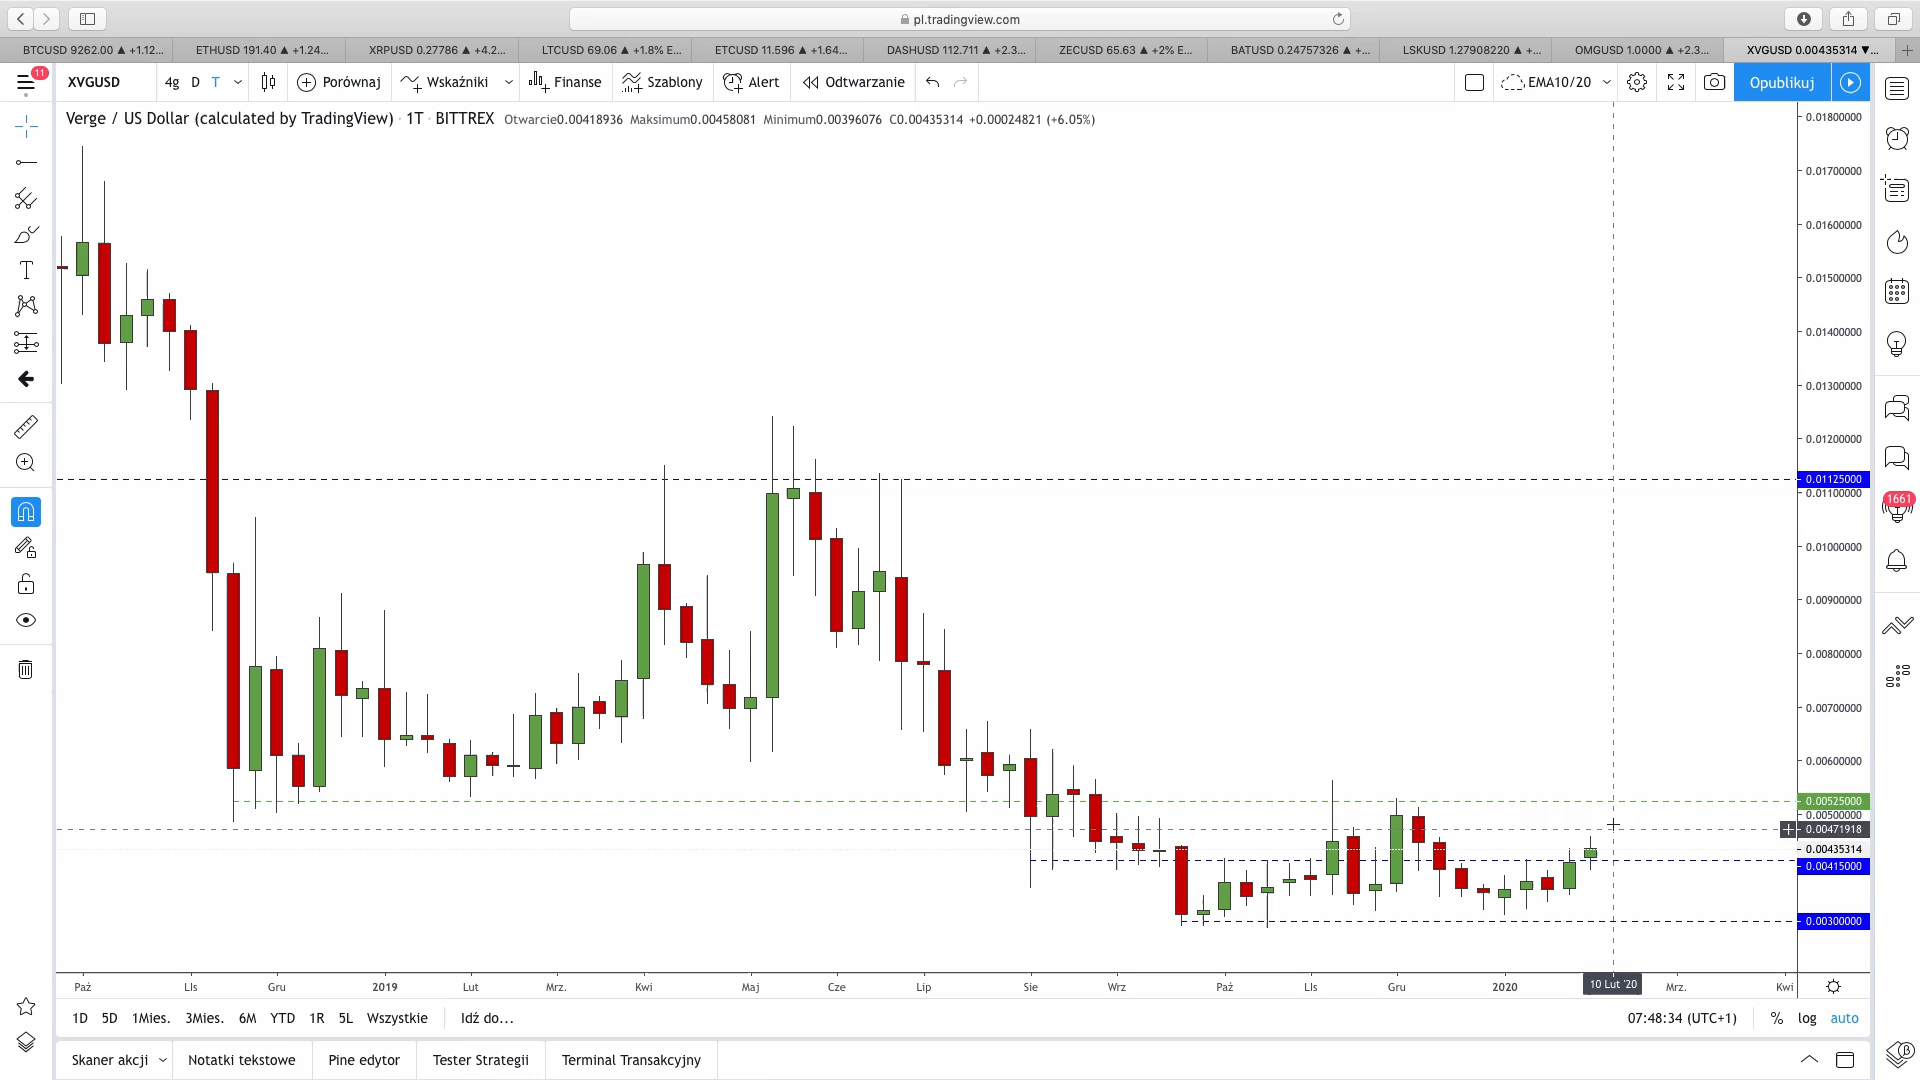 pl.tradingview.com
BTCUSD 9262.00 ▲ +1.12...
ETHUSD 191.40 ▲ +1.24...
XRPUSD 0.27786 ▲ +4.2...
LTCUSD 69.06 ▲ +1.8% E...
ETCUSD 11.596 ▲ +1.64...
DASHUSD 112.711 ▲ +2.3...
ZECUSD 65.63 ▲ +2% E...
BATUSD 0.24757326 ▲ +...
LSKUSD 1.27908220 ▲ +...
OMGUSD 1.0000 ▲ +2.3...
XVGUSD 0.00435314 ▼...
11
XVGUSD 4g D T Porównaj Wskaźniki Finanse Szablony Alert Odtwarzanie EMA10/20 Opublikuj
Verge / US Dollar (calculated by TradingView) · 1T · BITTREX Otwarcie0.00418936 Maksimum0.00458081 Minimum0.00396076 C0.00435314 +0.00024821 (+6.05%)
0.01800000
0.01700000
0.01600000
0.01500000
0.01400000
0.01300000
0.01200000
0.01125000
0.01100000
1661
0.01000000
0.00900000
0.00800000
0.00700000
0.00600000
0.00525000
0.00500000
0.00471918
0.00435314
0.00415000
0.00300000
Paź LIs Gru 2019 Lut Mrz. Kwi Maj Cze Lip Sie Wrz Paź LIs Gru 2020 10 Lut '20 Mrz. Kwi
1D 5D 1Mies. 3Mies. 6M YTD 1R 5L Wszystkie Idź do... 07:48:34 (UTC+1) % log auto
Skaner akcji Notatki tekstowe Pine edytor Tester Strategii Terminal Transakcyjny